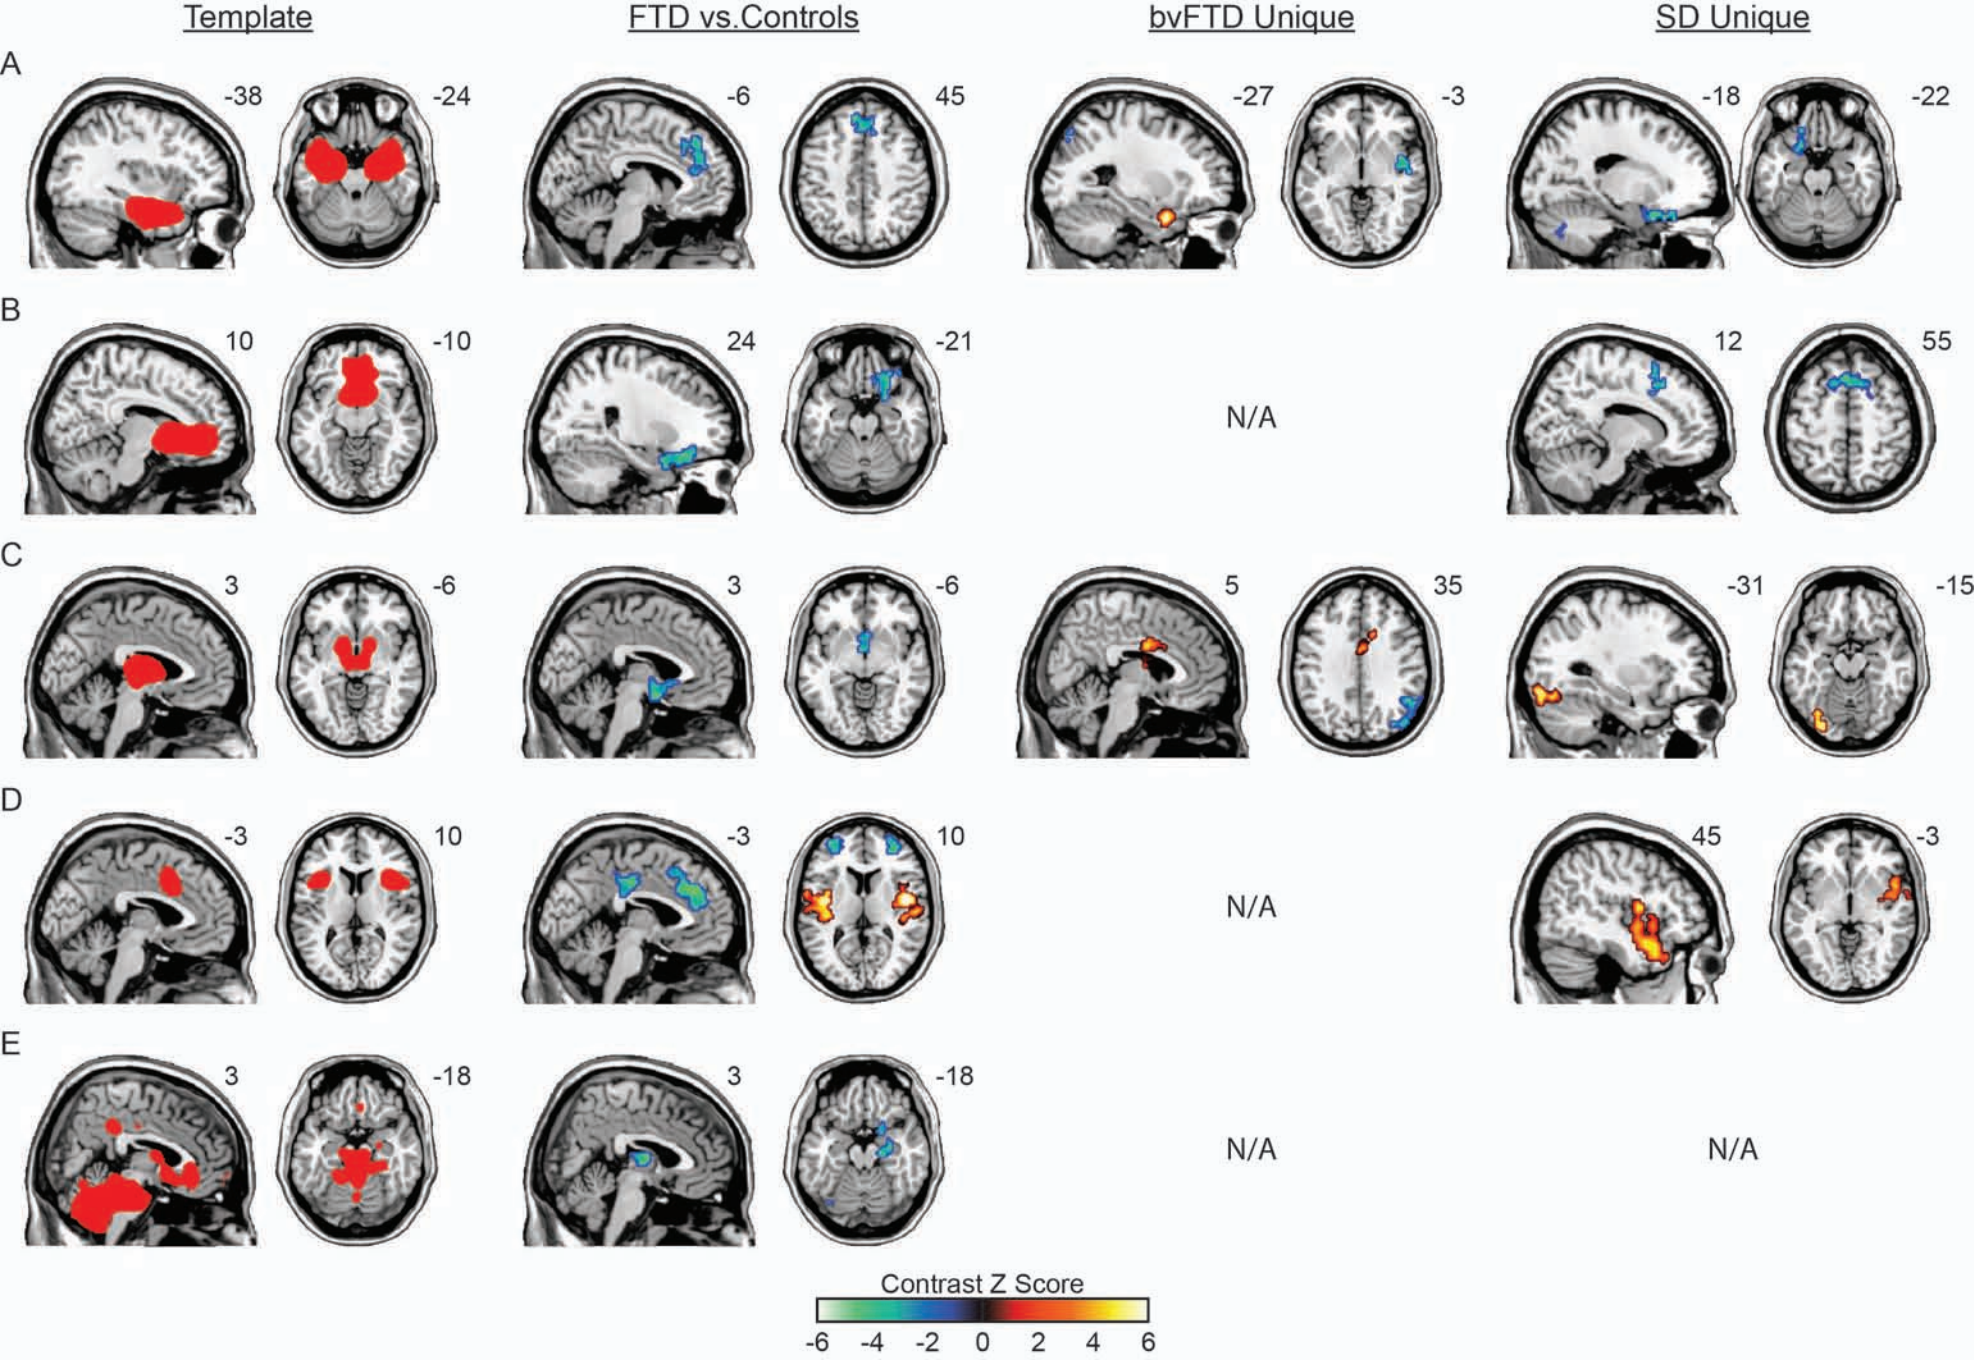 Template FTD vs.Controls bvFTD Unique SD Unique
A
-38 -24 -6 45 -27 -3 -18 -22
B
10 -10 24 -21 N/A 12 55
C
3 -6 3 -6 5 35 -31 -15
D
-3 10 -3 10 N/A 45 -3
E
3 -18 3 -18 N/A N/A
Contrast Z Score
-6 -4 -2 0 2 4 6